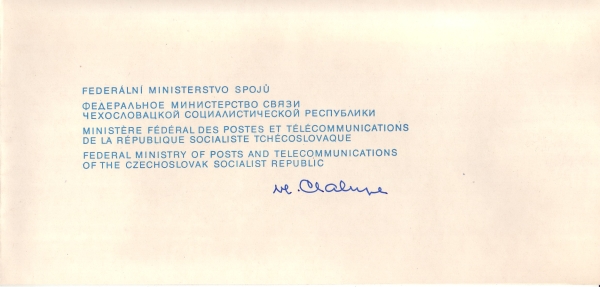 FEDERÁLNÍ MINISTERSTVO SPOJŮ
ФЕДЕРАЛЬНОЕ МИНИСТЕРСТВО СВЯЗИ
ЧЕХОСЛОВАЦКОЙ СОЦИАЛИСТИЧЕСКОЙ РЕСПУБЛИКИ
MINISTÈRE FÉDÉRAL DES POSTES ET TÉLÉCOMMUNICATIONS
DE LA RÉPUBLIQUE SOCIALISTE TCHÉCOSLOVAQUE
FEDERAL MINISTRY OF POSTS AND TELECOMMUNICATIONS
OF THE CZECHOSLOVAK SOCIALIST REPUBLIC